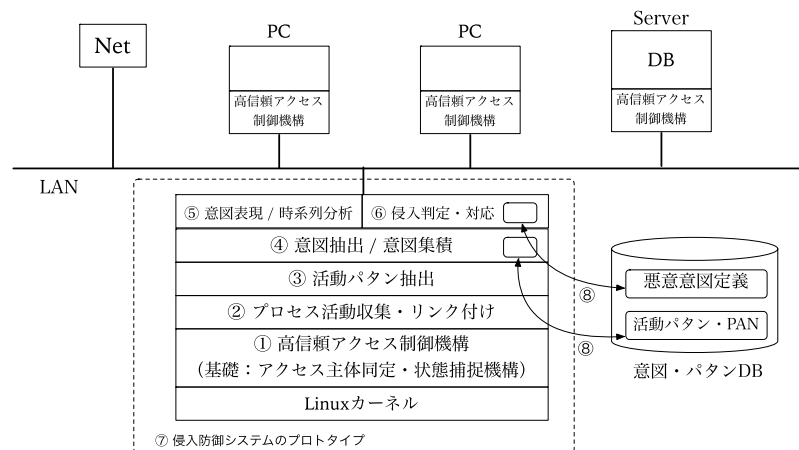 Net
PC
高信頼アクセス
制御機構
PC
高信頼アクセス
制御機構
Server
DB
高信頼アクセス
制御機構
LAN
⑤ 意図表現 / 時系列分析
⑥ 侵入判定・対応
④ 意図抽出 / 意図集積
③ 活動パタン抽出
② プロセス活動収集・リンク付け
① 高信頼アクセス制御機構
(基礎：アクセス主体同定・状態捕捉機構)
Linuxカーネル
⑦ 侵入防御システムのプロトタイプ
⑧
⑧
悪意意図定義
活動パタン・PAN
意図・パタンDB